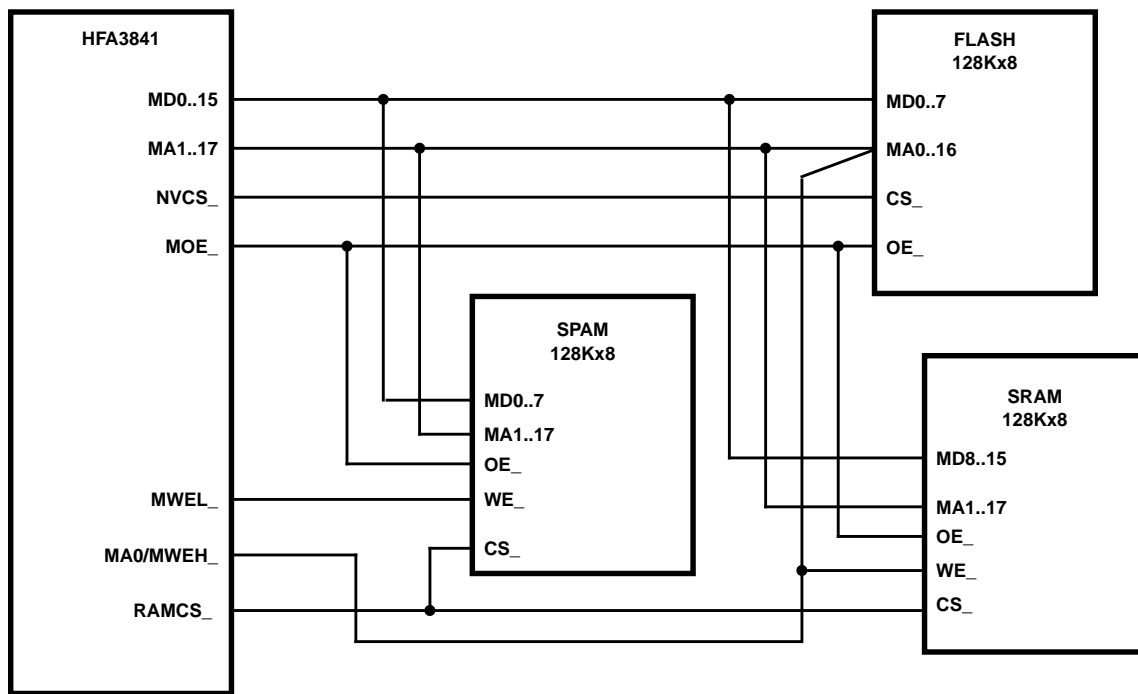 HFA3841
MD0..15
MA1..17
NVCS_
MOE_
MWEL_
MA0/MWEH_
RAMCS_
FLASH
128Kx8
MD0..7
MA0..16
CS_
OE_
SPAM
128Kx8
MD0..7
MA1..17
OE_
WE_
CS_
SRAM
128Kx8
MD8..15
MA1..17
OE_
WE_
CS_